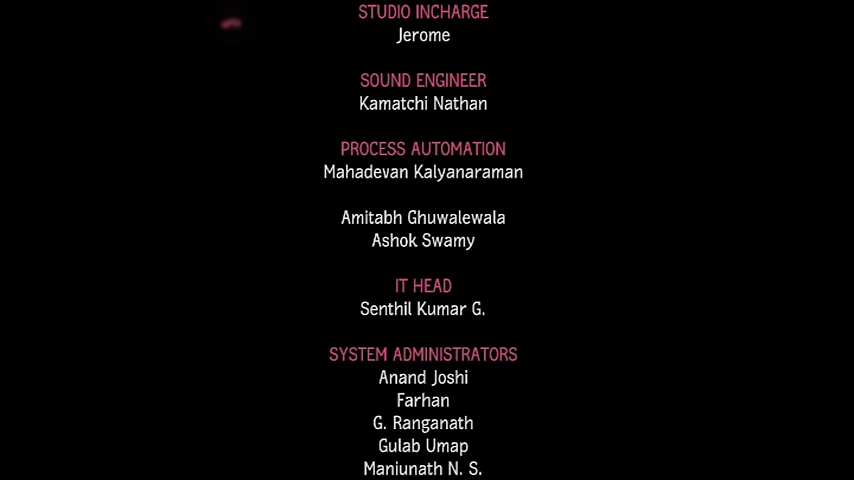 STUDIO INCHARGE
Jerome
SOUND ENGINEER
Kamatchi Nathan
PROCESS AUTOMATION
Mahadevan Kalyanaraman
Amitabh Ghuwalewala
Ashok Swamy
IT HEAD
Senthil Kumar G.
SYSTEM ADMINISTRATORS
Anand Joshi
Farhan
G. Ranganath
Gulab Umap
Manjunath N. S.